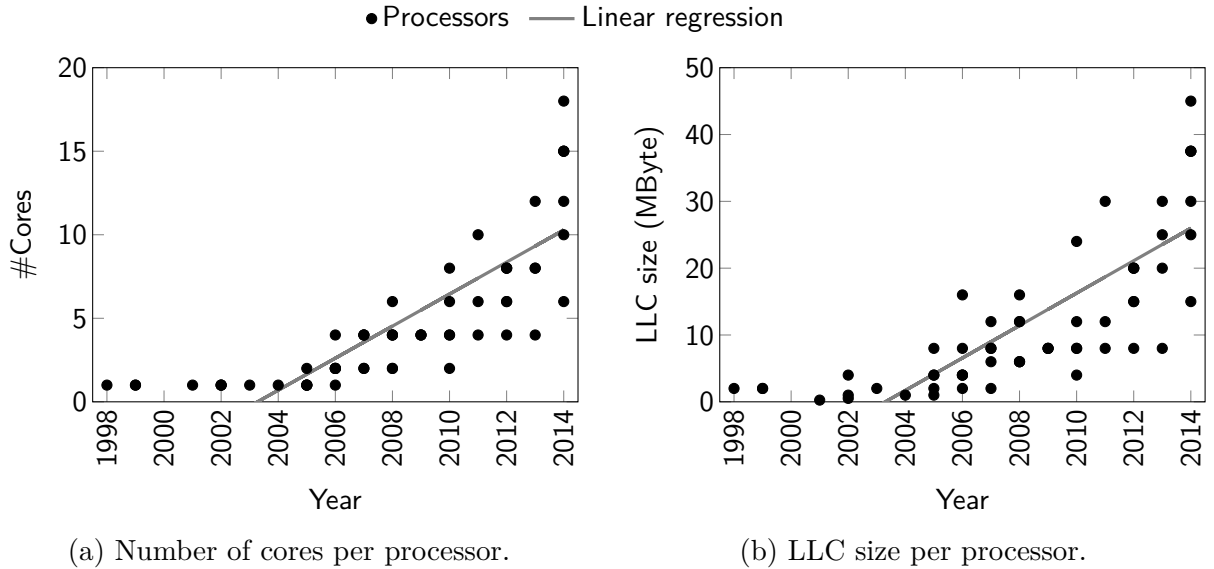 Processors Linear regression
20
15
10
5
0
#Cores
1998 2000 2002 2004 2006 2008 2010 2012 2014
Year
(a) Number of cores per processor.
50
40
30
20
10
0
LLC size (MByte)
1998 2000 2002 2004 2006 2008 2010 2012 2014
Year
(b) LLC size per processor.